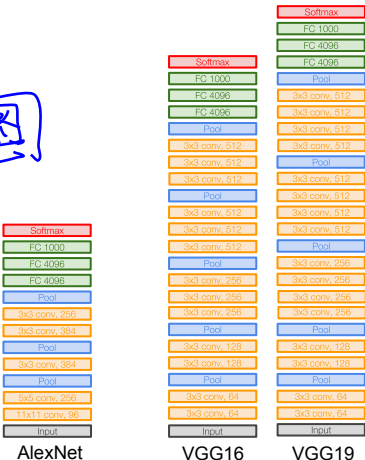 Softmax
FC 1000
FC 4096
FC 4096
Pool
3x3 conv, 256
3x3 conv, 384
Pool
3x3 conv, 384
Pool
5x5 conv, 256
11x11 conv, 96
Input
AlexNet
Softmax
FC 1000
FC 4096
FC 4096
Pool
3x3 conv, 512
3x3 conv, 512
3x3 conv, 512
Pool
3x3 conv, 512
3x3 conv, 512
3x3 conv, 512
Pool
3x3 conv, 256
3x3 conv, 256
3x3 conv, 256
Pool
3x3 conv, 128
3x3 conv, 128
Pool
3x3 conv, 64
3x3 conv, 64
Input
VGG16
Softmax
FC 1000
FC 4096
FC 4096
Pool
3x3 conv, 512
3x3 conv, 512
3x3 conv, 512
3x3 conv, 512
Pool
3x3 conv, 512
3x3 conv, 512
3x3 conv, 512
3x3 conv, 512
Pool
3x3 conv, 256
3x3 conv, 256
3x3 conv, 256
3x3 conv, 256
Pool
3x3 conv, 128
3x3 conv, 128
Pool
3x3 conv, 64
3x3 conv, 64
Input
VGG19